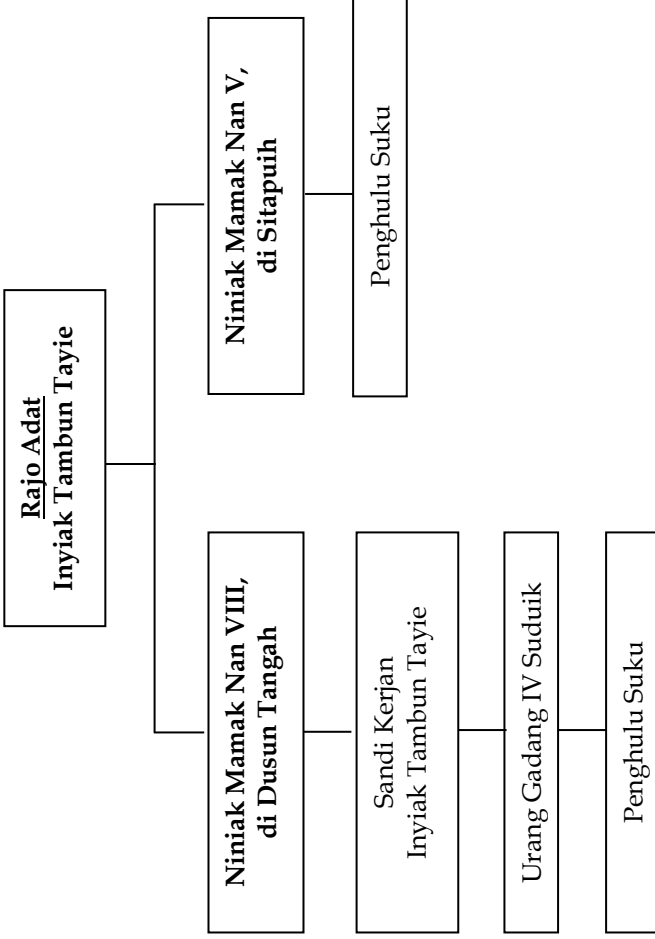 Rajo Adat
Inyiak Tambun Tayie
Niniak Mamak Nan VIII,
di Dusun Tangah
Niniak Mamak Nan V,
di Sitapuih
Sandi Kerjan
Inyiak Tambun Tayie
Penghulu Suku
Urang Gadang IV Suduik
Penghulu Suku